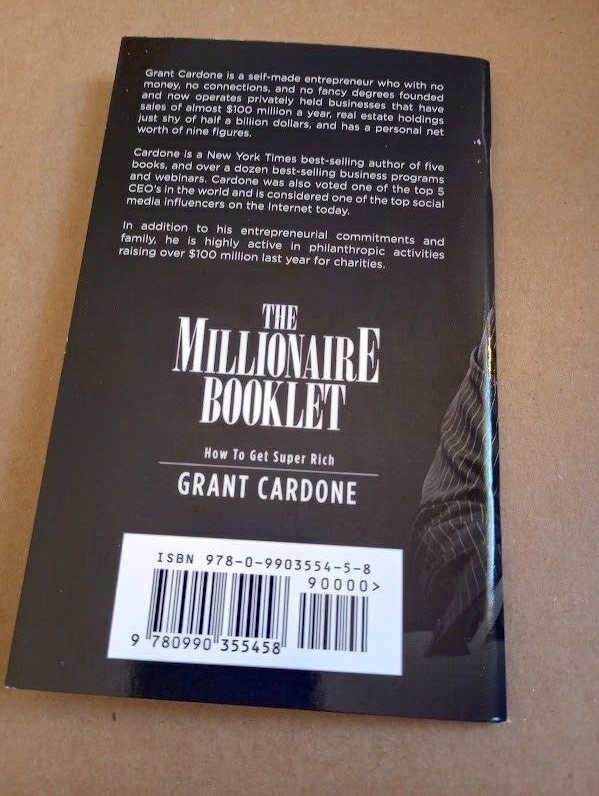 Grant Cardone is a self-made entrepreneur who with no
money, no connections, and no fancy degrees founded
and now operates privately held businesses that have
sales of almost $100 million a year, real estate holdings
just shy of half a billion dollars, and has a personal net
worth of nine figures.
Cardone is a New York Times best-selling author of five
books, and over a dozen best-selling business programs
and webinars. Cardone was also voted one of the top 5
CEO's in the world and is considered one of the top social
media influencers on the internet today.
In addition to his entrepreneurial commitments and
family, he is highly active in philanthropic activities
raising over $100 million last year for charities.
THE
MILLIONAIRE
BOOKLET
How To Get Super Rich
GRANT CARDONE
ISBN 978-0-9903554-5-8
90000>
9 780990 355458